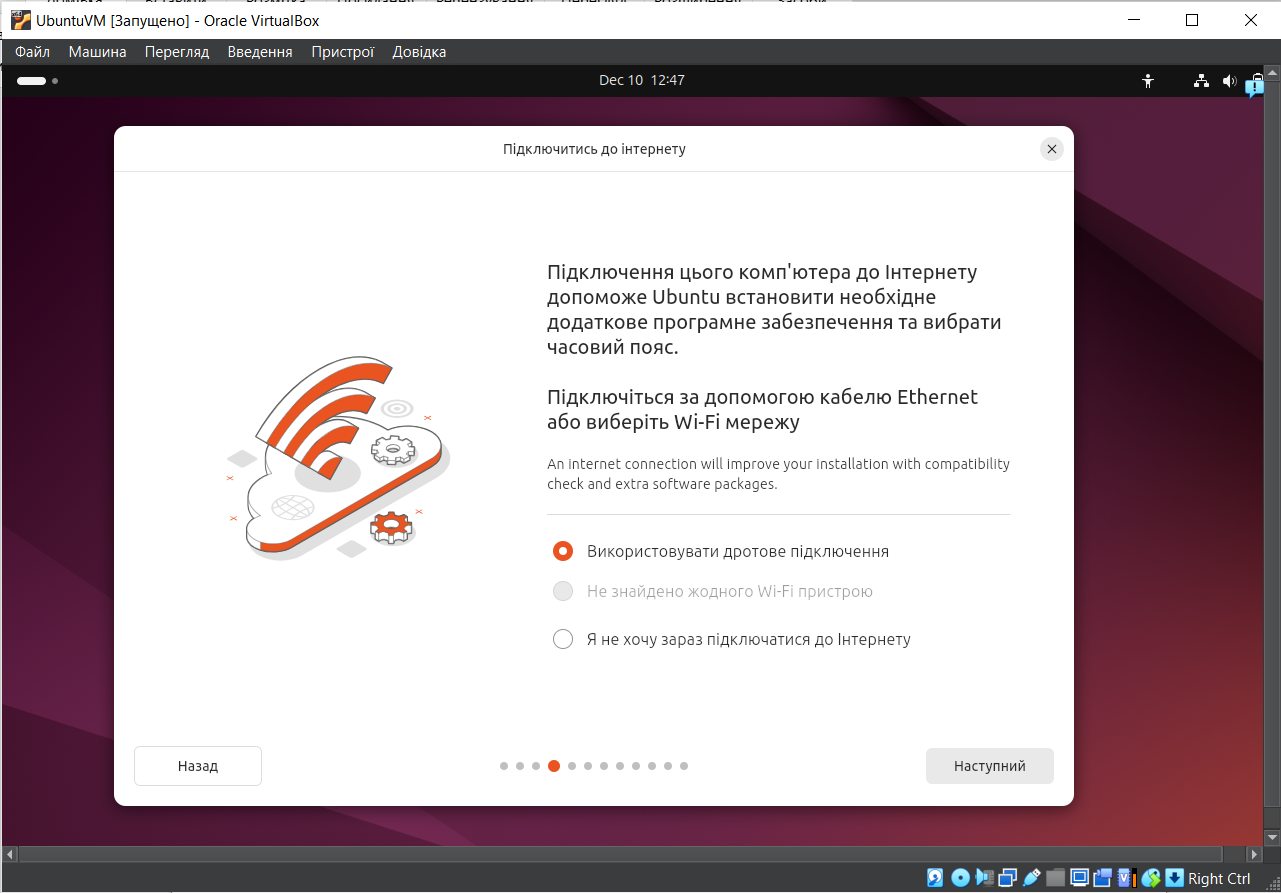 UbuntuVM [Запущено] - Oracle VirtualBox
Файл Машина Перегляд Введення Пристрої Довідка
Dec 10 12:47
Підключитись до інтернету
Підключення цього комп'ютера до Інтернету
допоможе Ubuntu встановити необхідне
додаткове програмне забезпечення та вибрати
часовий пояс.
Підключіться за допомогою кабелю Ethernet
або виберіть Wi-Fi мережу
An internet connection will improve your installation with compatibility
check and extra software packages.
Використовувати дротове підключення
Не знайдено жодного Wi-Fi пристрою
Я не хочу зараз підключатися до Інтернету
Назад
Наступний
Right Ctrl